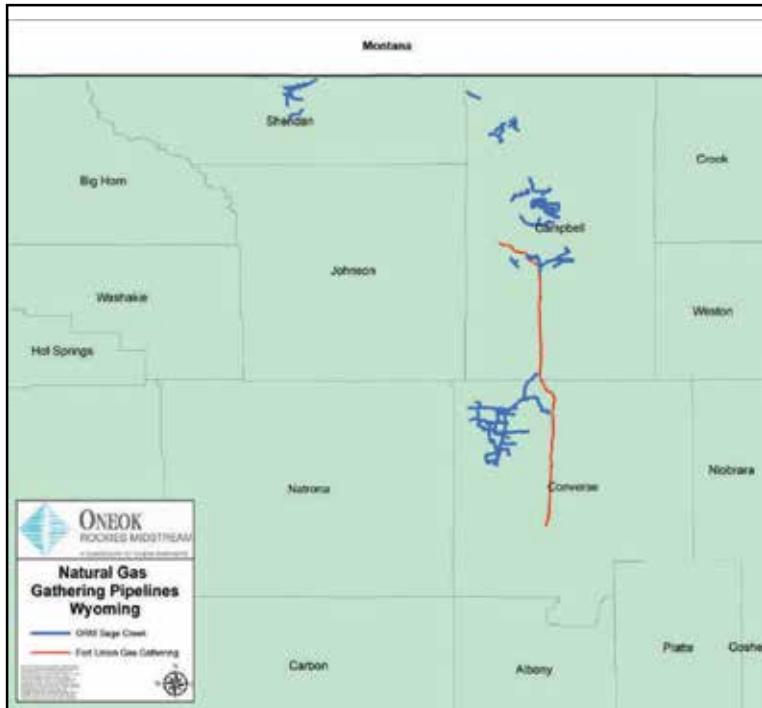 Montana
Sheridan
Crook
Big Horn
Campbell
Johnson
Washakie
Weston
Hot Springs
Niobrara
Natrona
Converse
ONEOK
ROCKIES MIDSTREAM
Natural Gas
Gathering Pipelines
Wyoming
ORM Sage Creek
Fort Union Gas Gathering
Platte
Goshe
Carbon
Albany